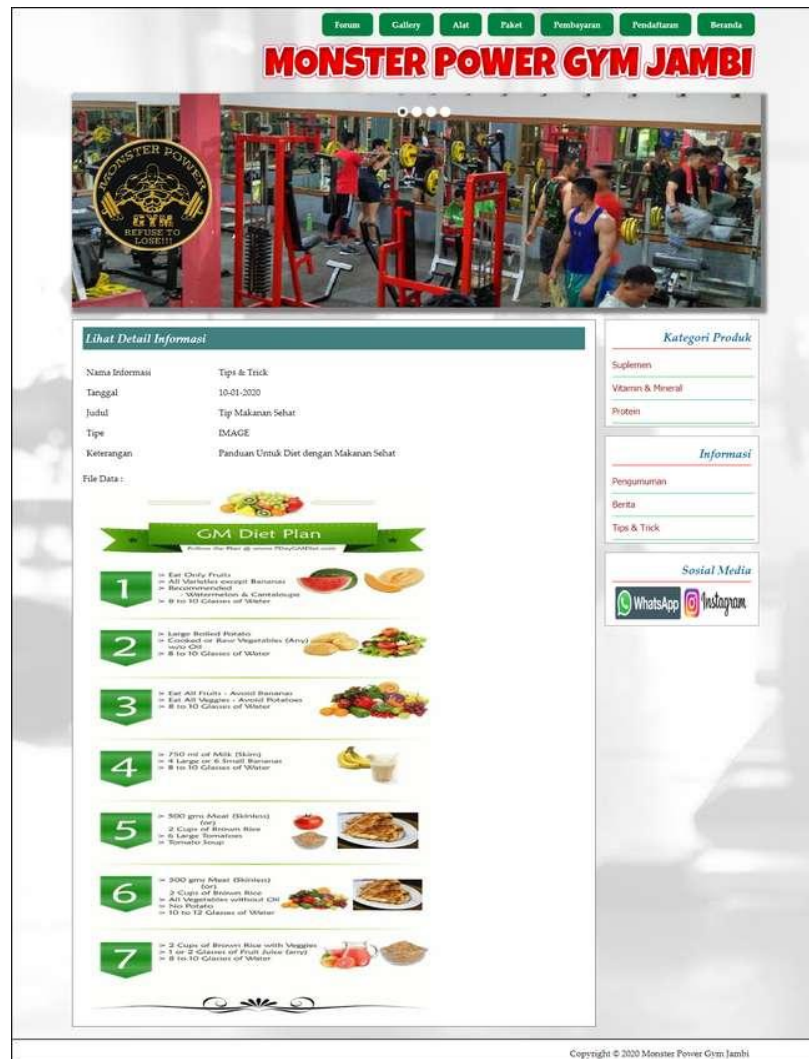 Forum Gallery Alat Paket Pembayaran Pendaftaran Beranda
MONSTER POWER GYM JAMBI
MONSTER POWER
GYM
REFUSE TO
LOSE!!!
Lihat Detail Informasi
Nama Informasi Tips & Trick
Tanggal 10-01-2020
Judul Tip Makanan Sehat
Tipe IMAGE
Keterangan Panduan Untuk Diet dengan Makanan Sehat
File Data :
GM Diet Plan
Follow the Plan @ www.7DayGMDiet.com
1
Eat Only Fruits
All Varieties except Bananas
Recommended
- Watermelon & Cantaloupe
8 to 10 Glasses of Water
2
Large Boiled Potato
Cooked or Raw Vegetables (Any)
w/o Oil
8 to 10 Glasses of Water
3
Eat All Fruits - Avoid Bananas
Eat All Veggies - Avoid Potatoes
8 to 10 Glasses of Water
4
750 ml of Milk (Skim)
4 Large or 6 Small Bananas
8 to 10 Glasses of Water
5
500 gms Meat (Skinless)
(or)
2 Cups of Brown Rice
6 Large Tomatoes
Tomato Soup
6
500 gms Meat (Skinless)
(or)
2 Cups of Brown Rice
All Vegetables without Oil
No Potato
10 to 12 Glasses of Water
7
2 Cups of Brown Rice with Veggies
1 or 2 Glasses of Fruit Juice (any)
8 to 10 Glasses of Water
Kategori Produk
Suplemen
Vitamin & Mineral
Protein
Informasi
Pengumuman
Berita
Tips & Trick
Sosial Media
WhatsApp Instagram
Copyright © 2020 Monster Power Gym Jambi